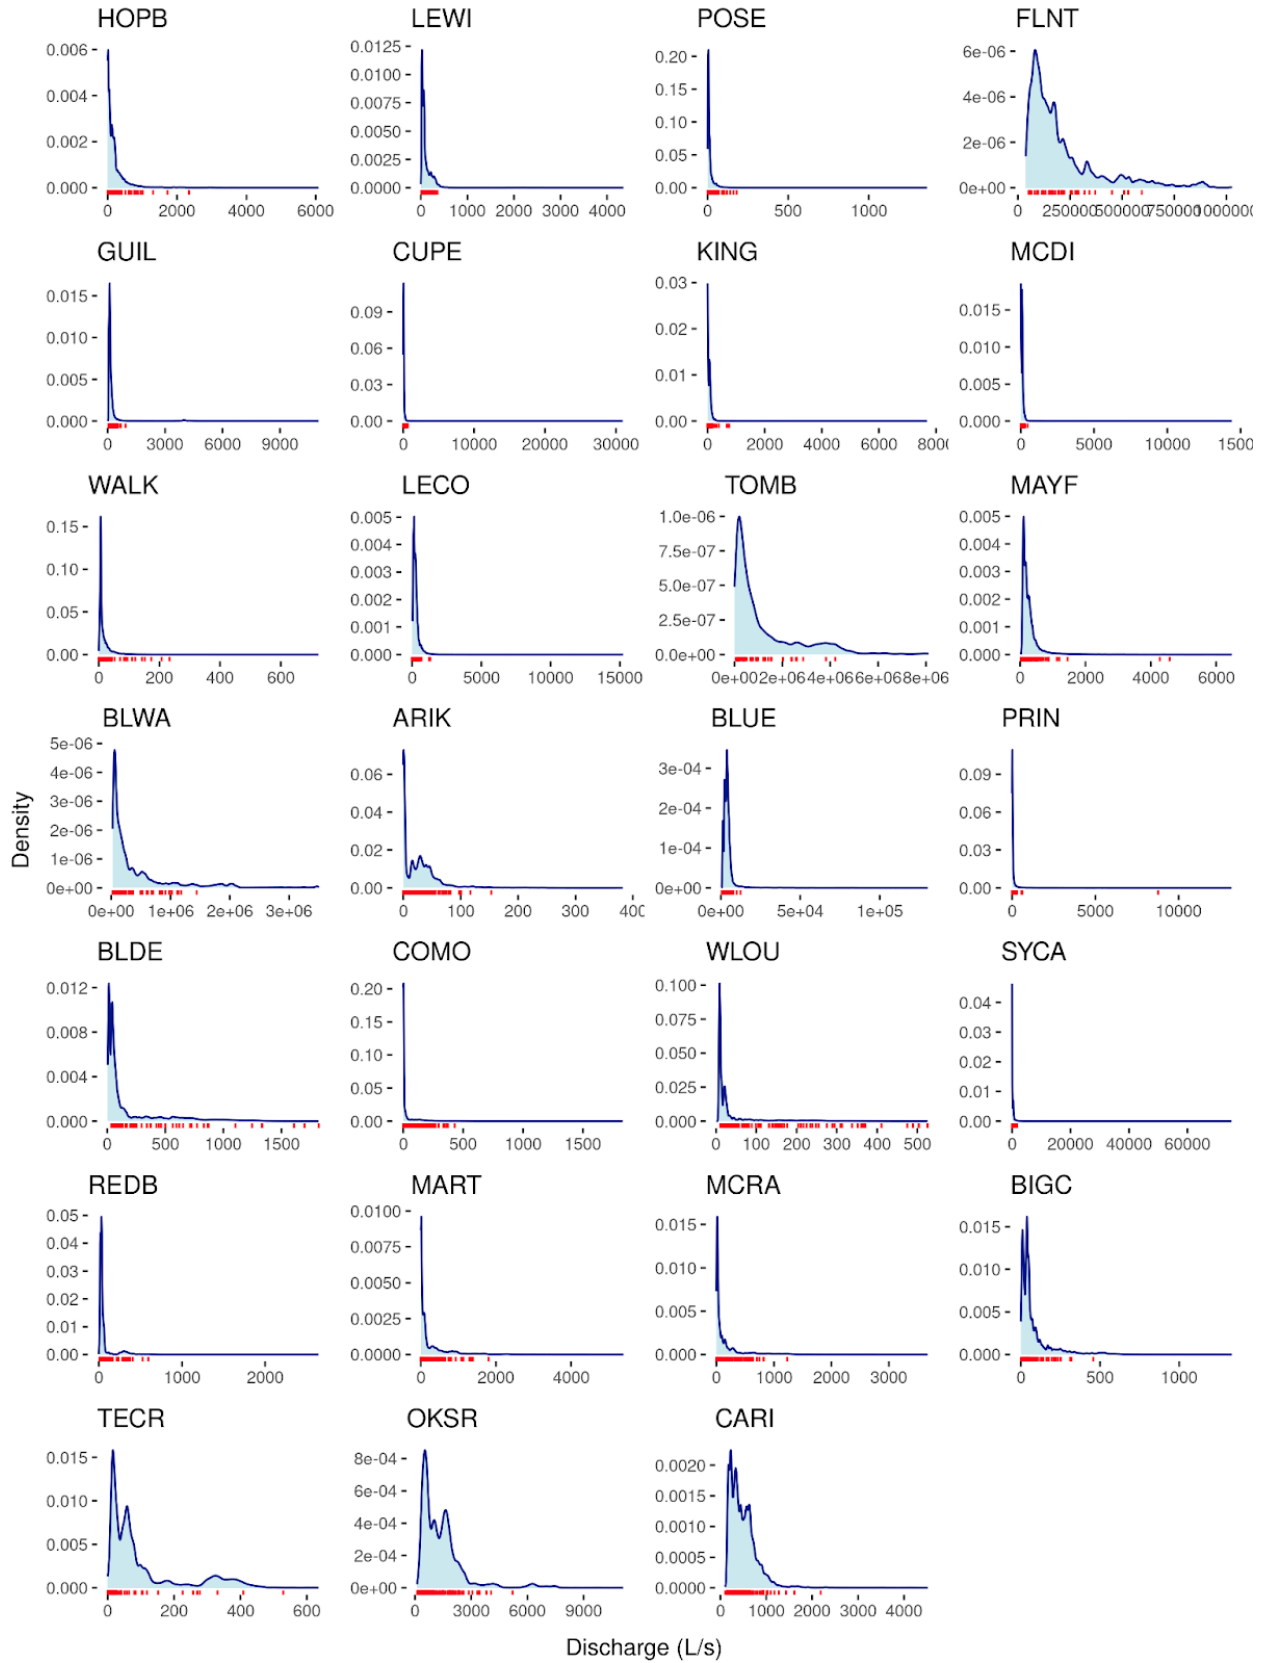 HOPB LEWI POSE FLNT
0.006
0.004
0.002
0.000
0 2000 4000 6000
0.0125
0.0100
0.0075
0.0050
0.0025
0.0000
0 1000 2000 3000 4000
0.20
0.15
0.10
0.05
0.00
0 500 1000
6e-06
4e-06
2e-06
0e+00
0 250000 500000 750000 1000000
GUIL CUPE KING MCDI
0.015
0.010
0.005
0.000
0 3000 6000 9000
0.09
0.06
0.03
0.00
0 10000 20000 30000
0.03
0.02
0.01
0.00
0 2000 4000 6000 800
0.015
0.010
0.005
0.000
0 5000 10000 1500
WALK LECO TOMB MAYF
0.15
0.10
0.05
0.00
0 200 400 600
0.005
0.004
0.003
0.002
0.001
0.000
0 5000 10000 15000
1.0e-06
7.5e-07
5.0e-07
2.5e-07
0.0e+00
0e+00 2e+06 4e+06 6e+06 8e+06
0.005
0.004
0.003
0.002
0.001
0.000
0 2000 4000 6000
BLWA ARIK BLUE PRIN
5e-06
4e-06
3e-06
2e-06
1e-06
0e+00
0e+00 1e+06 2e+06 3e+06
0.06
0.04
0.02
0.00
0 100 200 300 400
3e-04
2e-04
1e-04
0e+00
0e+00 5e+04 1e+05
0.09
0.06
0.03
0.00
0 5000 10000
Density
BLDE COMO WLOU SYCA
0.012
0.008
0.004
0.000
0 500 1000 1500
0.20
0.15
0.10
0.05
0.00
0 500 1000 1500
0.100
0.075
0.050
0.025
0.000
0 100 200 300 400 500
0.04
0.03
0.02
0.01
0.00
0 20000 40000 60000
REDB MART MCRA BIGC
0.05
0.04
0.03
0.02
0.01
0.00
0 1000 2000
0.0100
0.0075
0.0050
0.0025
0.0000
0 2000 4000
0.015
0.010
0.005
0.000
0 1000 2000 3000
0.015
0.010
0.005
0.000
0 500 1000
TECR OKSR CARI
0.015
0.010
0.005
0.000
0 200 400 600
8e-04
6e-04
4e-04
2e-04
0e+00
0 3000 6000 9000
0.0020
0.0015
0.0010
0.0005
0.0000
0 1000 2000 3000 4000
Discharge (L/s)